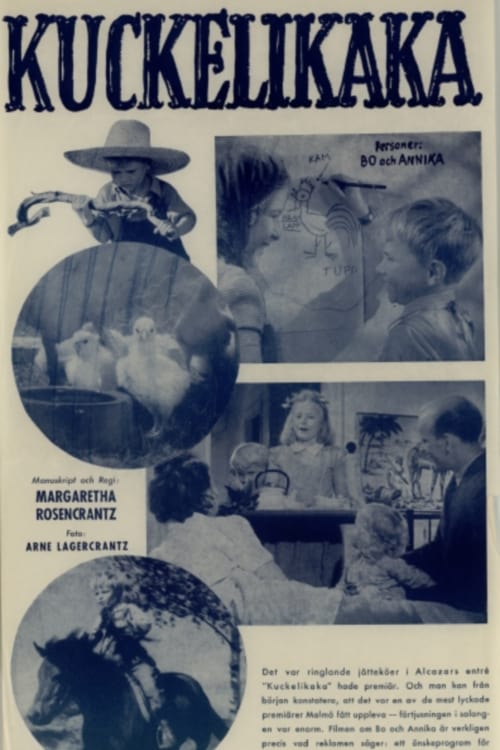 KUCKELIKAKA
Personer:
BO och ANNIKA
KAM
TUPP
Manuskript och Regi:
MARGARETHA
ROSENCRANTZ
Foto:
ARNE LAGERCRANTZ
Det var ringlande jätteköer i Alcazars entré
"Kuckelikaka" hade premiär. Och man kan från
början konstatera, att det var en av de mest lyckade
premiärer Malmö fått uppleva — förtjusningen i salong-
en var enorm. Filmen om Bo och Annika är verkligen
precis vad reklamen säger: ett önskeprogram för